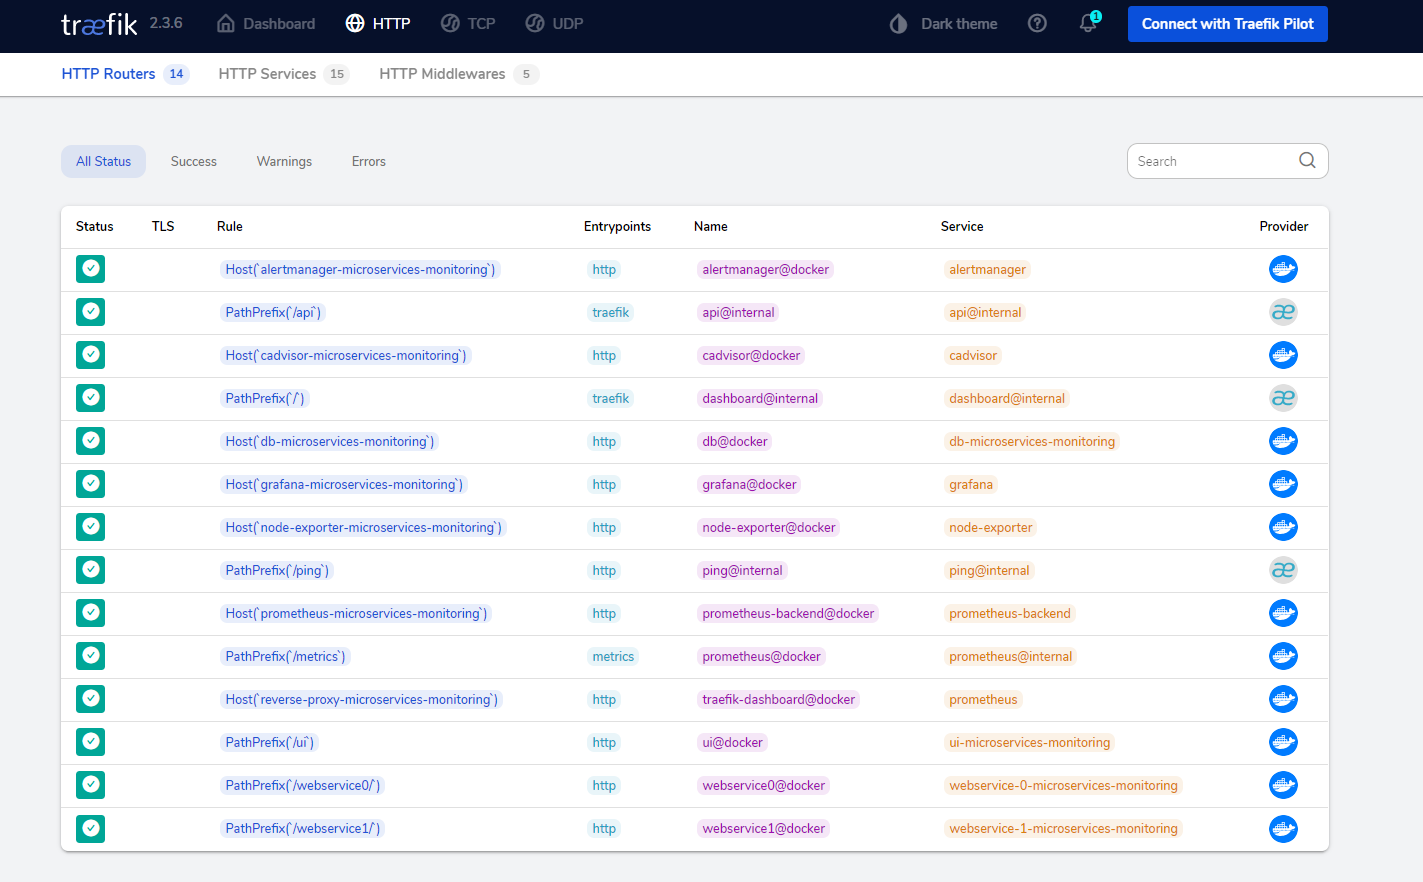 træfik 2.3.6 Dashboard HTTP TCP UDP Dark theme 1 Connect with Traefik Pilot
HTTP Routers 14 HTTP Services 15 HTTP Middlewares 5
All Status Success Warnings Errors Search
Status TLS Rule Entrypoints Name Service Provider
Host(`alertmanager-microservices-monitoring`) http alertmanager@docker alertmanager
PathPrefix(`/api`) traefik api@internal api@internal æ
Host(`cadvisor-microservices-monitoring`) http cadvisor@docker cadvisor
PathPrefix(`/`) traefik dashboard@internal dashboard@internal æ
Host(`db-microservices-monitoring`) http db@docker db-microservices-monitoring
Host(`grafana-microservices-monitoring`) http grafana@docker grafana
Host(`node-exporter-microservices-monitoring`) http node-exporter@docker node-exporter
PathPrefix(`/ping`) http ping@internal ping@internal æ
Host(`prometheus-microservices-monitoring`) http prometheus-backend@docker prometheus-backend
PathPrefix(`/metrics`) metrics prometheus@docker prometheus@internal
Host(`reverse-proxy-microservices-monitoring`) http traefik-dashboard@docker prometheus
PathPrefix(`/ui`) http ui@docker ui-microservices-monitoring
PathPrefix(`/webservice0/`) http webservice0@docker webservice-0-microservices-monitoring
PathPrefix(`/webservice1/`) http webservice1@docker webservice-1-microservices-monitoring